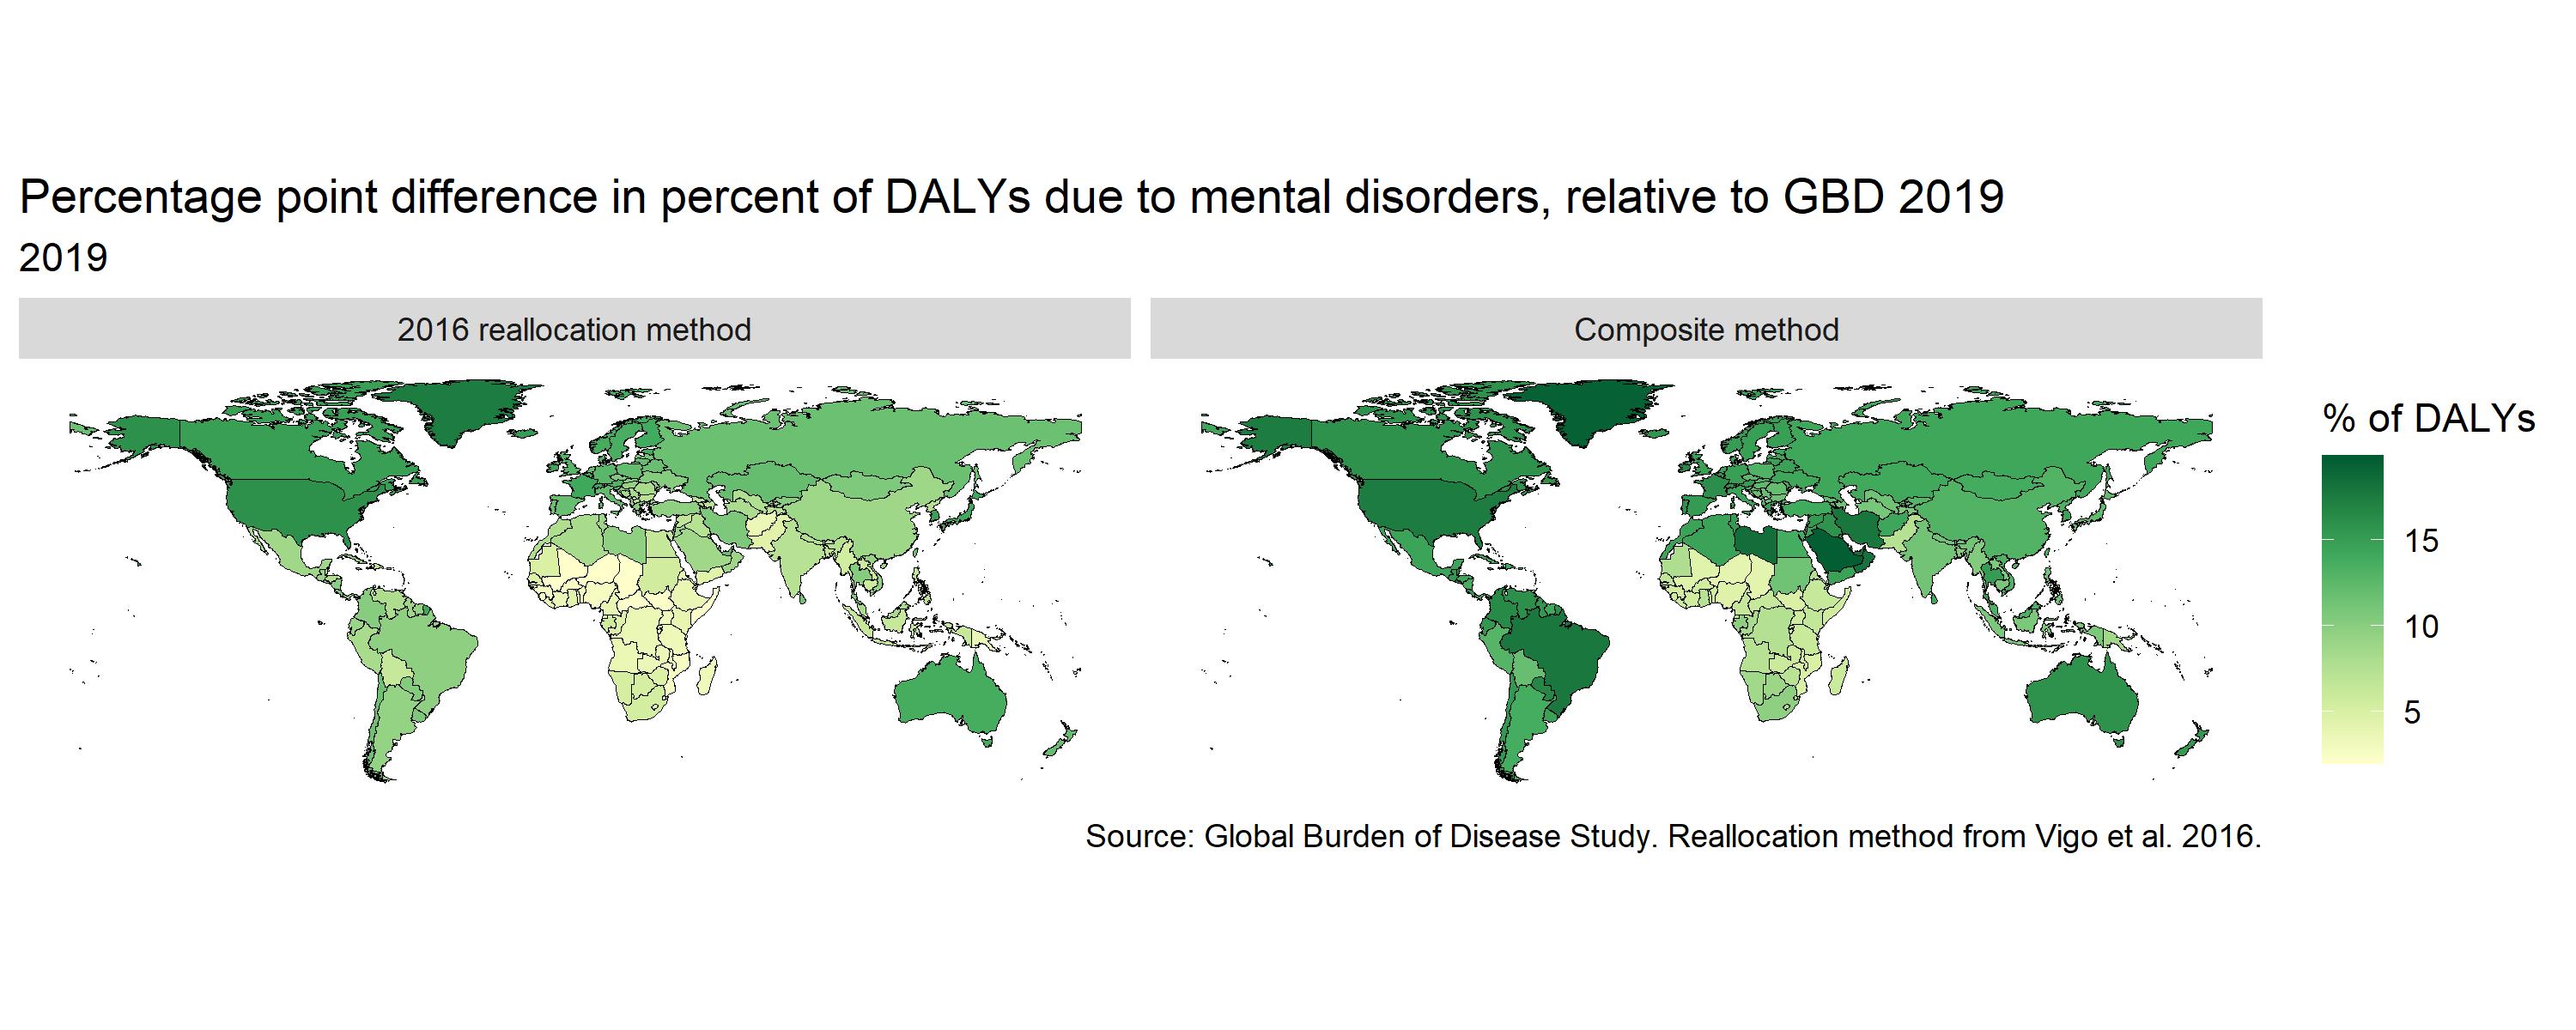 Percentage point difference in percent of DALYs due to mental disorders, relative to GBD 2019
2019
2016 reallocation method
Composite method
% of DALYs
15
10
5
Source: Global Burden of Disease Study. Reallocation method from Vigo et al. 2016.